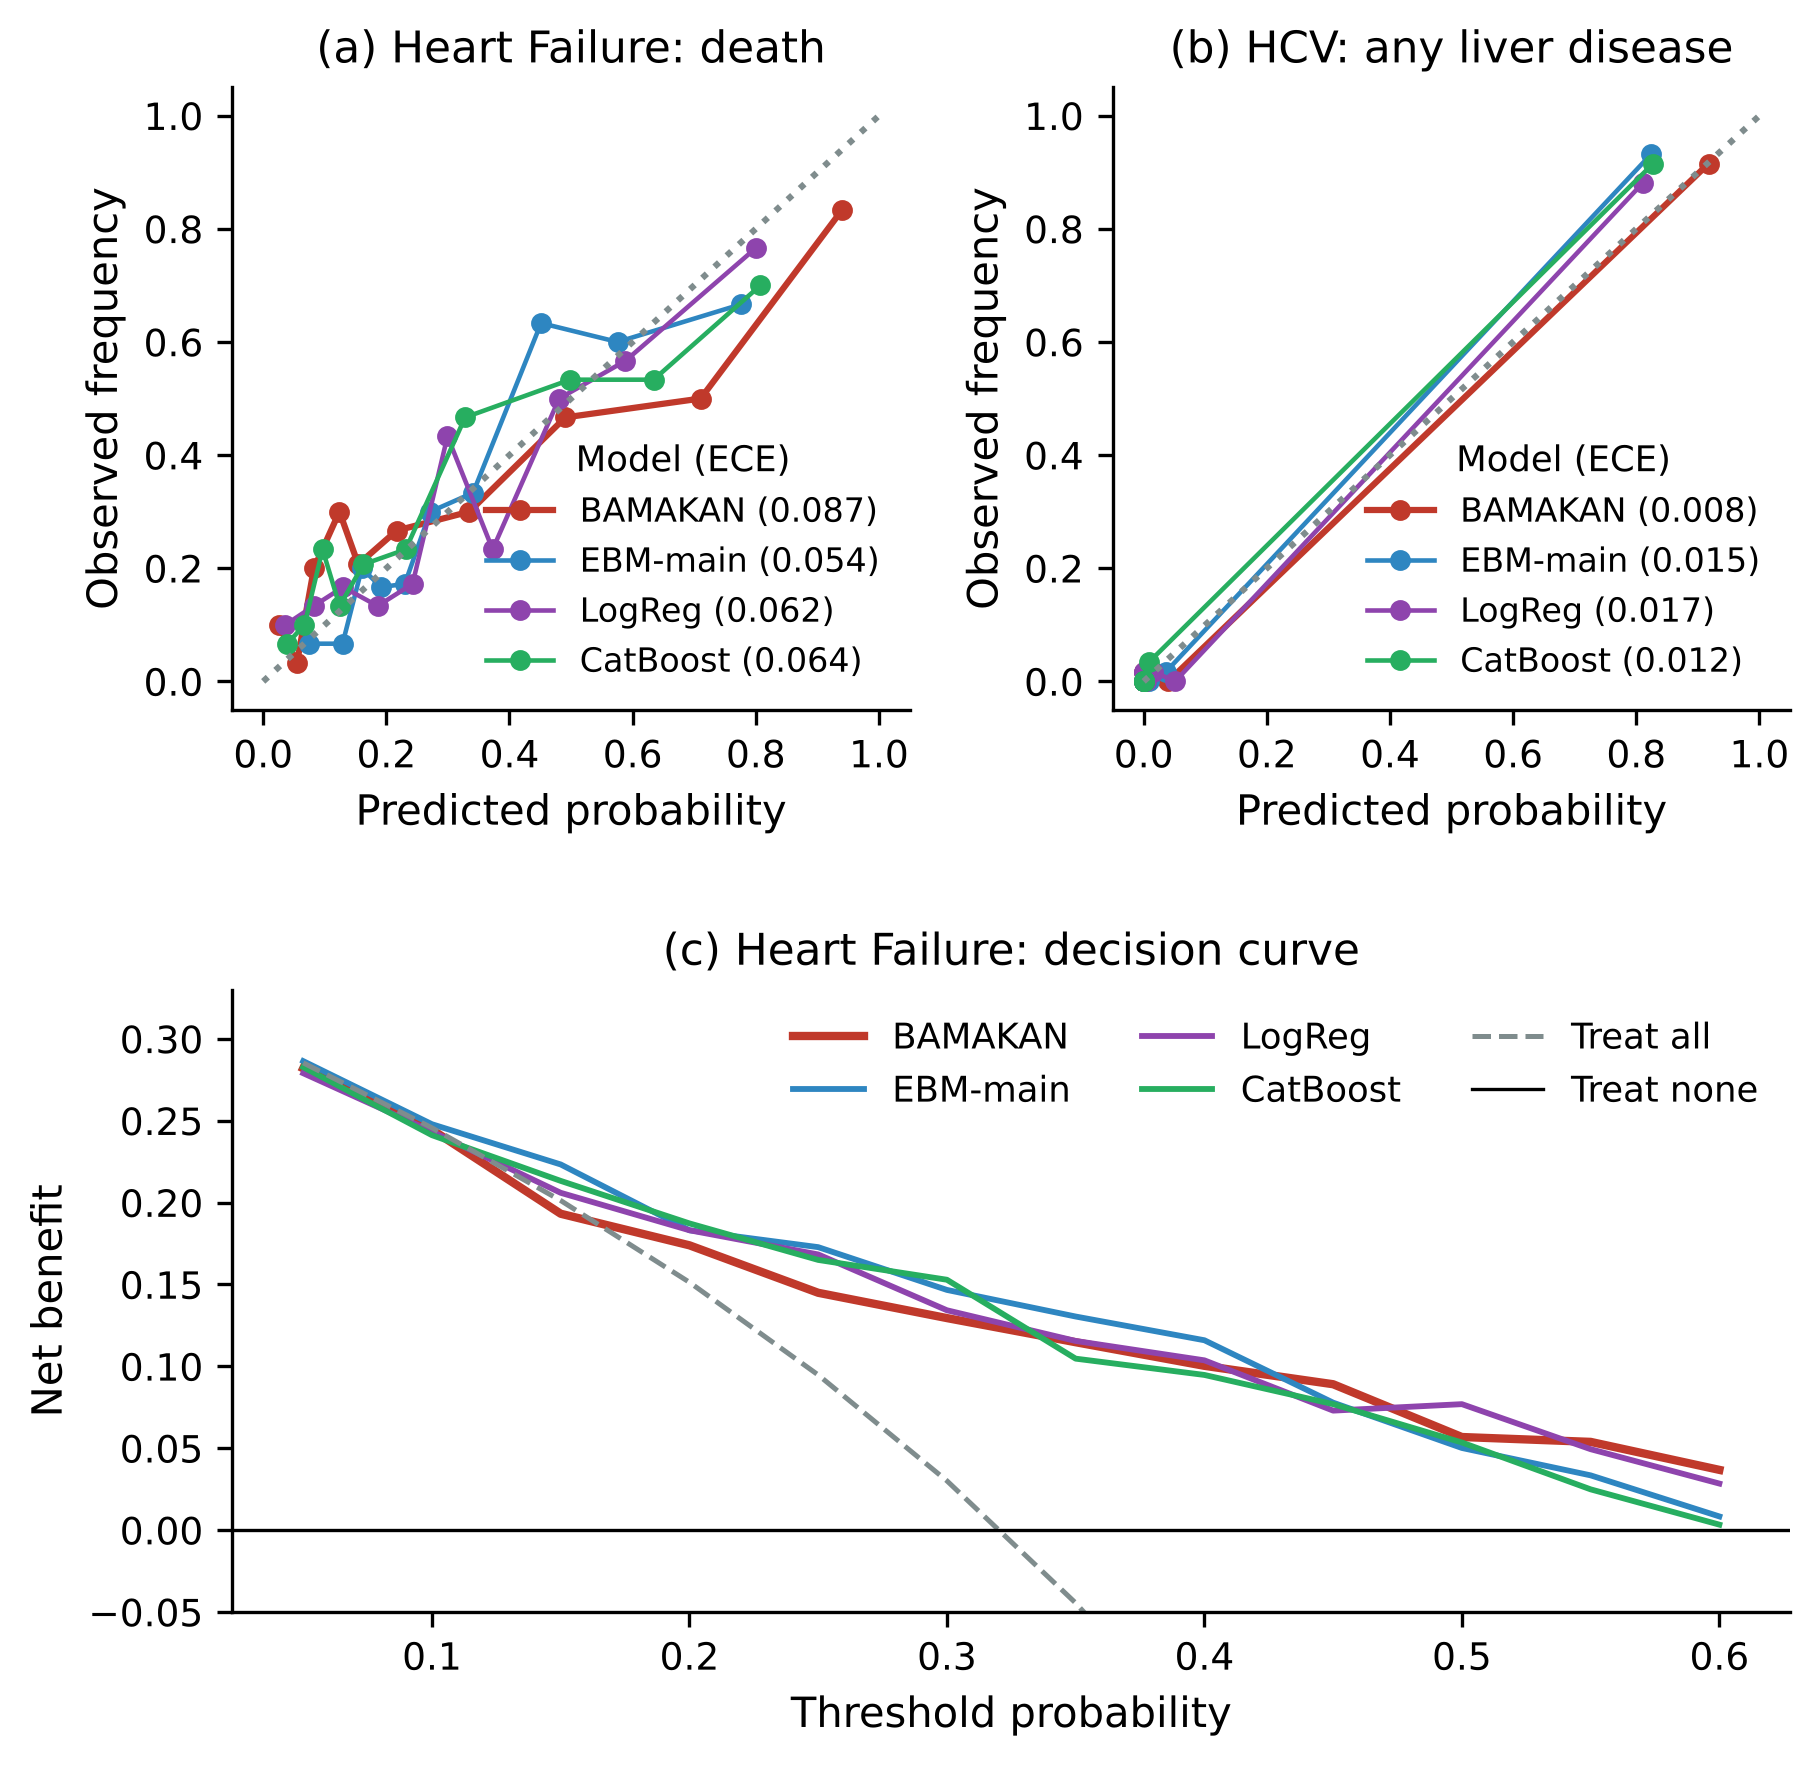 (a) Heart Failure: death
Observed frequency
1.0
0.8
0.6
0.4
0.2
0.0
Model (ECE)
BAMAKAN (0.087)
EBM-main (0.054)
LogReg (0.062)
CatBoost (0.064)
0.0 0.2 0.4 0.6 0.8 1.0
Predicted probability
(b) HCV: any liver disease
Observed frequency
1.0
0.8
0.6
0.4
0.2
0.0
Model (ECE)
BAMAKAN (0.008)
EBM-main (0.015)
LogReg (0.017)
CatBoost (0.012)
0.0 0.2 0.4 0.6 0.8 1.0
Predicted probability
(c) Heart Failure: decision curve
Net benefit
0.30
0.25
0.20
0.15
0.10
0.05
0.00
−0.05
BAMAKAN LogReg Treat all
EBM-main CatBoost Treat none
0.1 0.2 0.3 0.4 0.5 0.6
Threshold probability